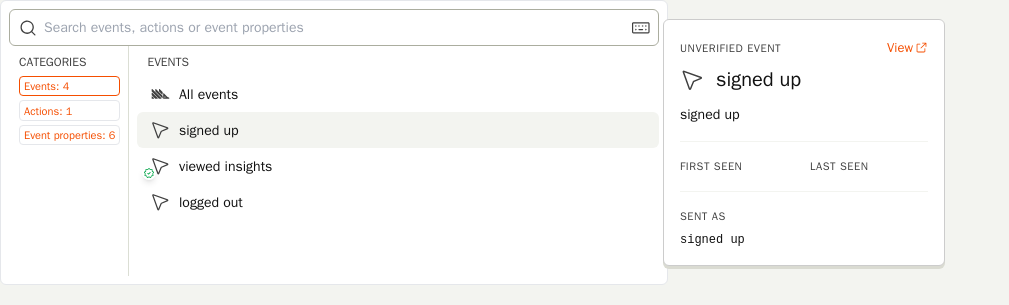 Search events, actions or event properties
CATEGORIES
Events: 4
Actions: 1
Event properties: 6
EVENTS
All events
signed up
viewed insights
logged out
UNVERIFIED EVENT
View
signed up
signed up
FIRST SEEN
LAST SEEN
SENT AS
signed up